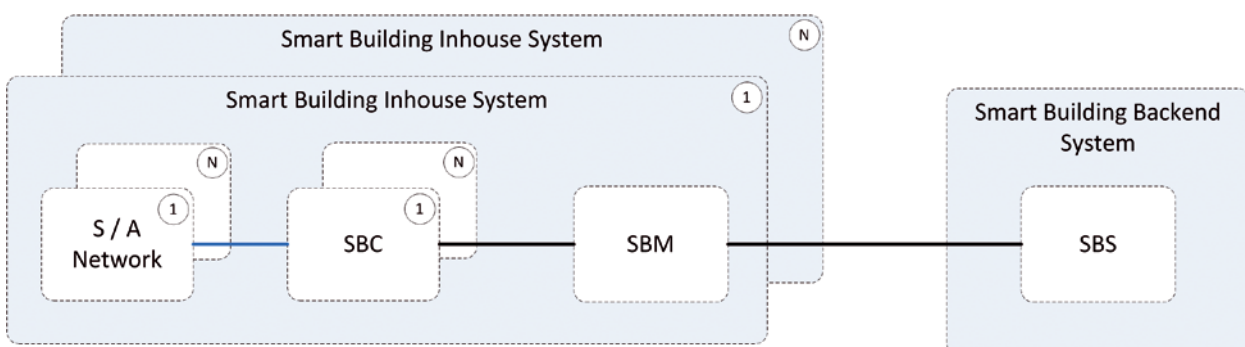 Smart Building Inhouse System
N
Smart Building Inhouse System
1
Smart Building Backend
System
N
N
1
S / A
Network
1
SBC
SBM
SBS